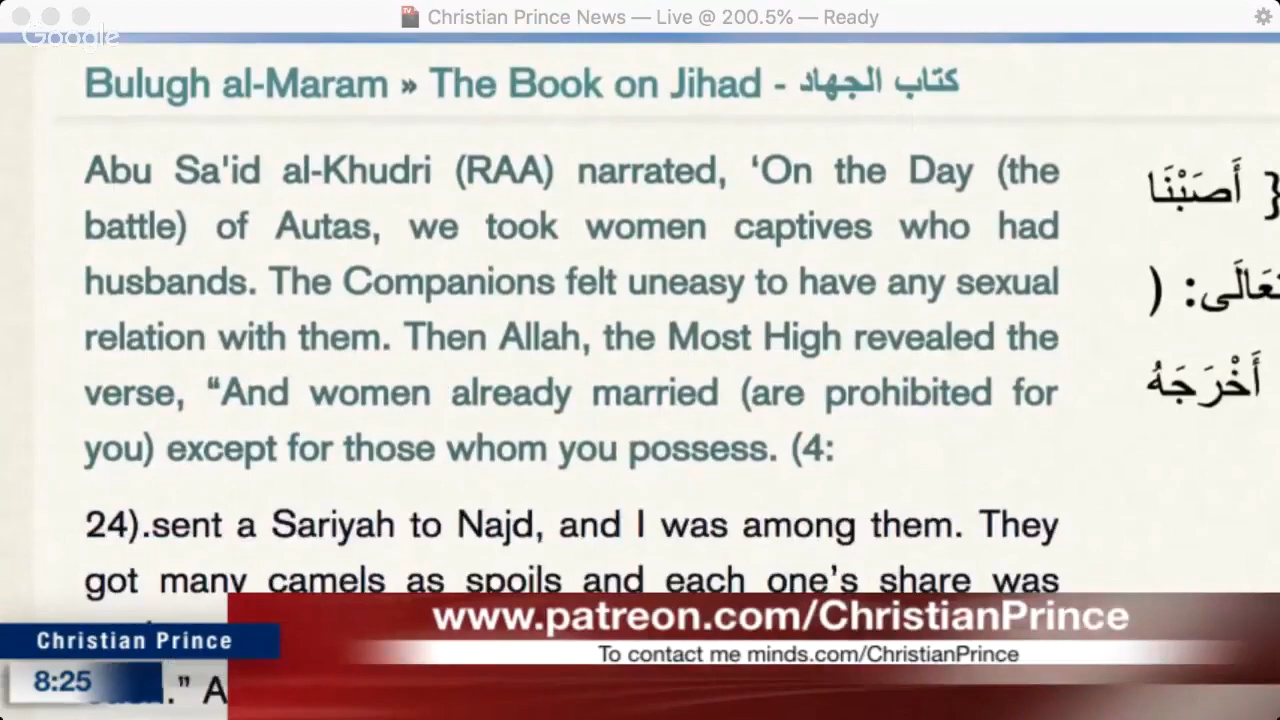 Christian Prince News — Live @ 200.5% — Ready
Google
Bulugh al-Maram » The Book on Jihad - كتاب الجهاد
Abu Sa'id al-Khudri (RAA) narrated, ‘On the Day (the
battle) of Autas, we took women captives who had
husbands. The Companions felt uneasy to have any sexual
relation with them. Then Allah, the Most High revealed the
verse, “And women already married (are prohibited for
you) except for those whom you possess. (4:
24).sent a Sariyah to Najd, and I was among them. They
got many camels as spoils and each one’s share was
.” A
{ أَصَبْنَا
تَعَالَى: (
أَخْرَجَهُ
www.patreon.com/ChristianPrince
To contact me minds.com/ChristianPrince
Christian Prince
8:25